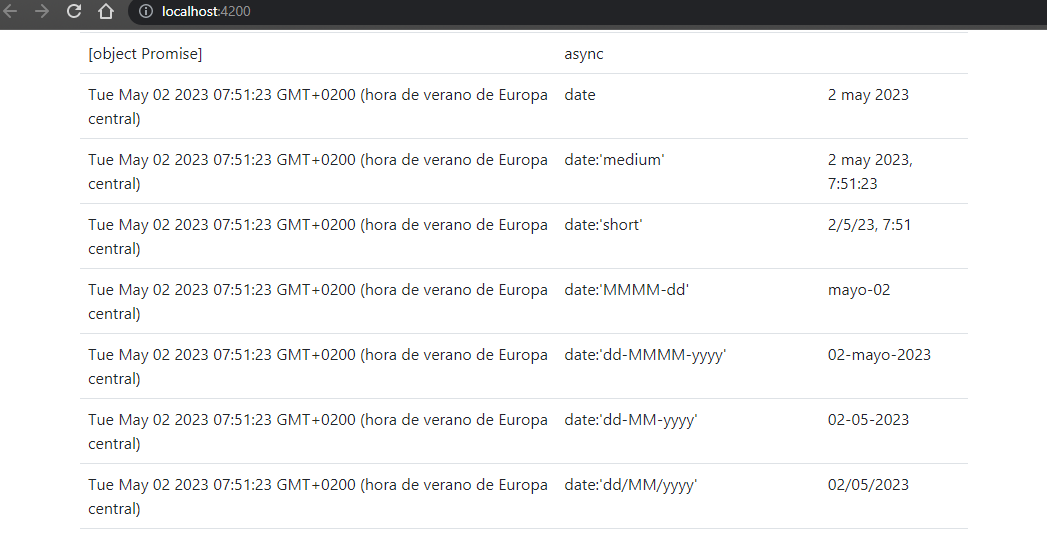 localhost:4200
[object Promise] async
Tue May 02 2023 07:51:23 GMT+0200 (hora de verano de Europa date 2 may 2023
central)
Tue May 02 2023 07:51:23 GMT+0200 (hora de verano de Europa date:'medium' 2 may 2023,
central) 7:51:23
Tue May 02 2023 07:51:23 GMT+0200 (hora de verano de Europa date:'short' 2/5/23, 7:51
central)
Tue May 02 2023 07:51:23 GMT+0200 (hora de verano de Europa date:'MMMM-dd' mayo-02
central)
Tue May 02 2023 07:51:23 GMT+0200 (hora de verano de Europa date:'dd-MMMM-yyyy' 02-mayo-2023
central)
Tue May 02 2023 07:51:23 GMT+0200 (hora de verano de Europa date:'dd-MM-yyyy' 02-05-2023
central)
Tue May 02 2023 07:51:23 GMT+0200 (hora de verano de Europa date:'dd/MM/yyyy' 02/05/2023
central)